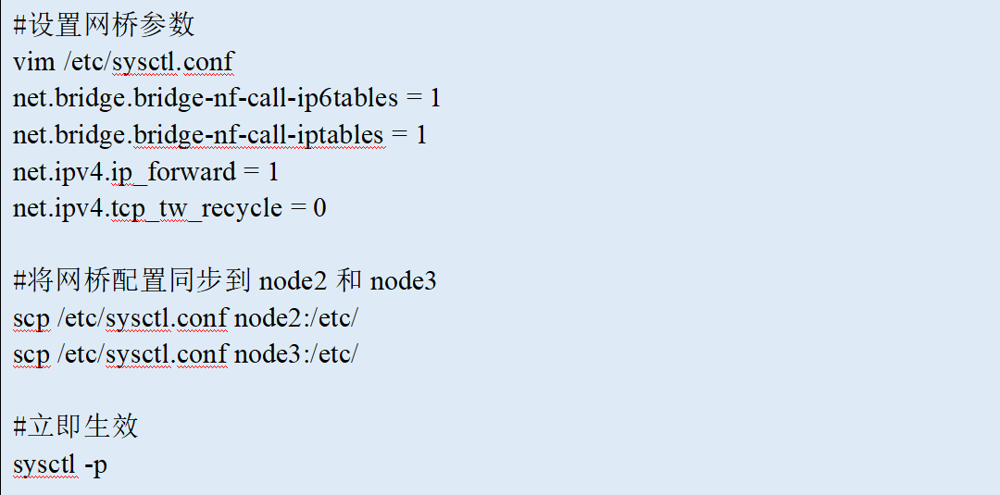 #设置网桥参数
vim /etc/sysctl.conf
net.bridge.bridge-nf-call-ip6tables = 1
net.bridge.bridge-nf-call-iptables = 1
net.ipv4.ip_forward = 1
net.ipv4.tcp_tw_recycle = 0
#将网桥配置同步到 node2 和 node3
scp /etc/sysctl.conf node2:/etc/
scp /etc/sysctl.conf node3:/etc/
#立即生效
sysctl -p